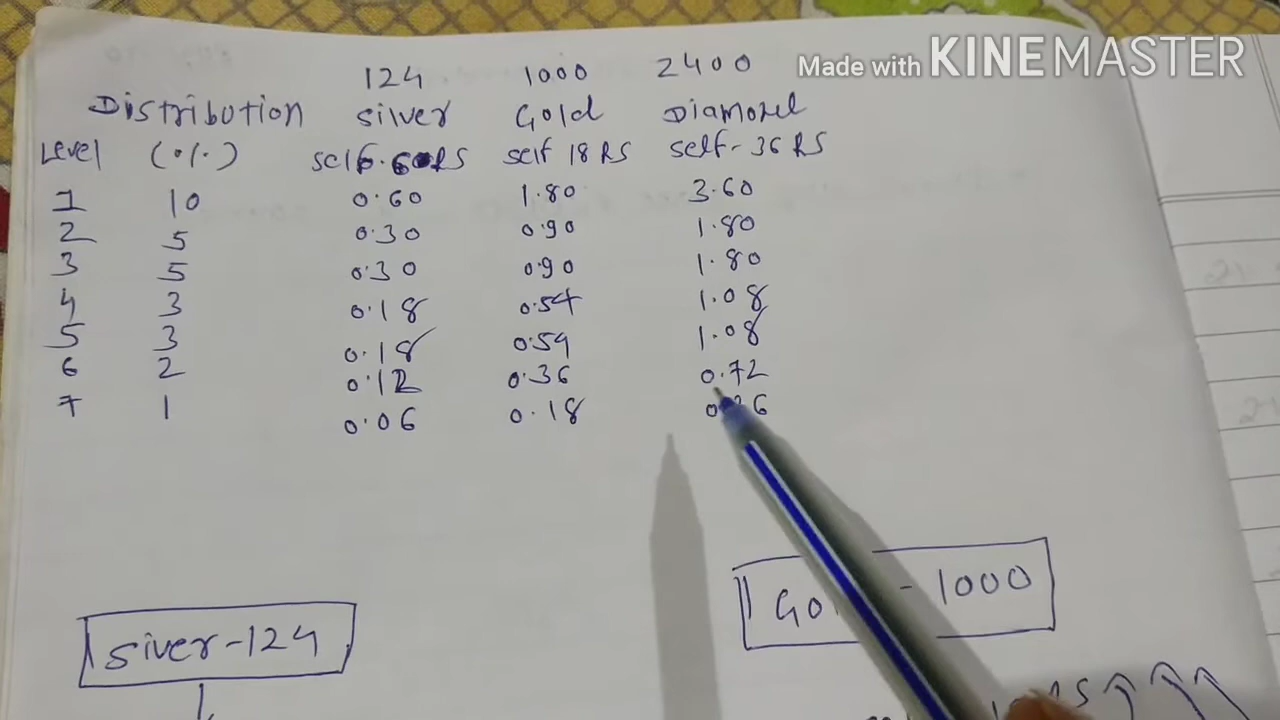 Made with KINEMASTER
124 1000 2400
Distribution Silver Gold Diamond
Level (%) self 6 RS self 18 RS self-36 RS
1 10 0.60 1.80 3.60
2 5 0.30 0.90 1.80
3 5 0.30 0.90 1.80
4 3 0.18 0.54 1.08
5 3 0.18 0.54 1.08
6 2 0.12 0.36 0.72
7 1 0.06 0.18
Siver-124
- 1000